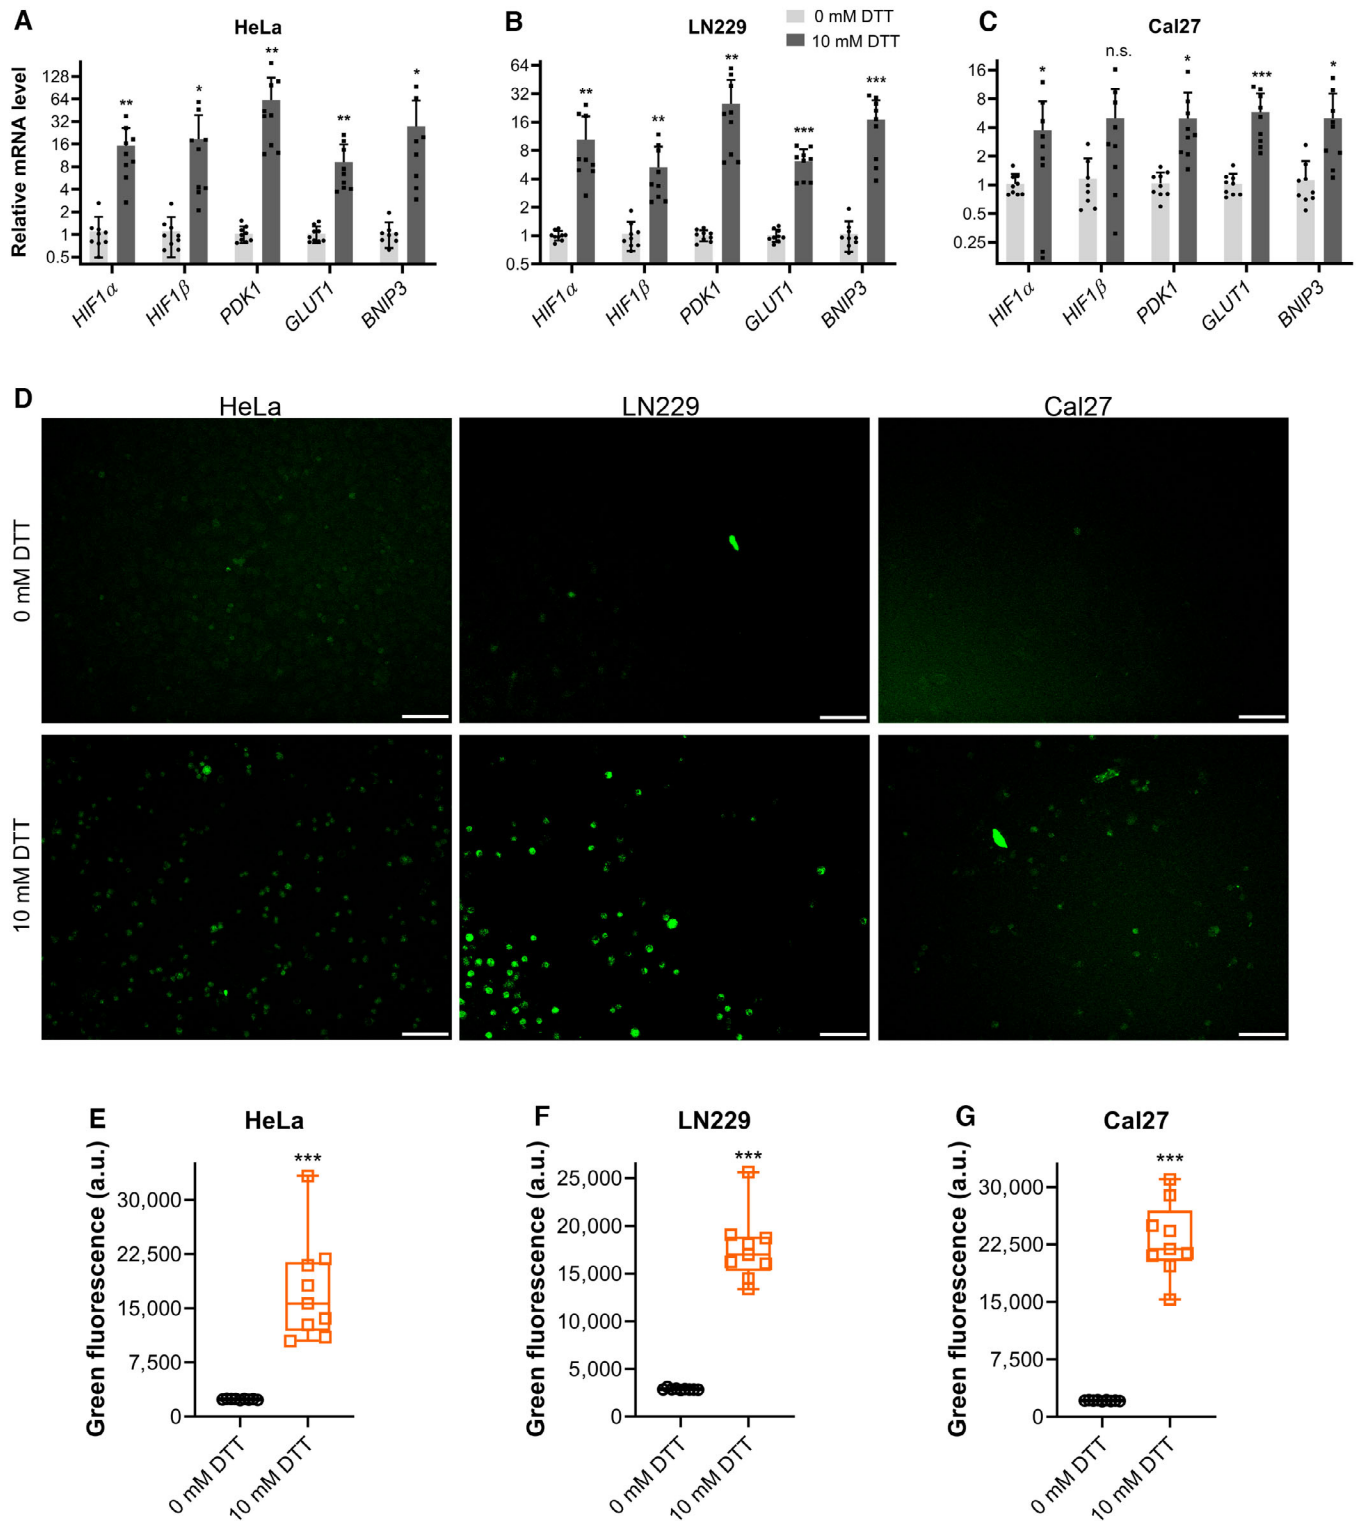 A
HeLa
Relative mRNA level
128
64
32
16
8
4
2
1
0.5
**
*
**
**
*
HIF1α
HIF1β
PDK1
GLUT1
BNIP3
B
LN229
0 mM DTT
10 mM DTT
64
32
16
8
4
2
1
0.5
**
**
**
***
***
HIF1α
HIF1β
PDK1
GLUT1
BNIP3
C
Cal27
16
8
4
2
1
0.5
0.25
*
n.s.
*
***
*
HIF1α
HIF1β
PDK1
GLUT1
BNIP3
D
HeLa
LN229
Cal27
0 mM DTT
10 mM DTT
E
HeLa
Green fluorescence (a.u.)
30,000
22,500
15,000
7,500
0
***
0 mM DTT
10 mM DTT
F
LN229
Green fluorescence (a.u.)
25,000
20,000
15,000
10,000
5,000
0
***
0 mM DTT
10 mM DTT
G
Cal27
Green fluorescence (a.u.)
30,000
22,500
15,000
7,500
0
***
0 mM DTT
10 mM DTT